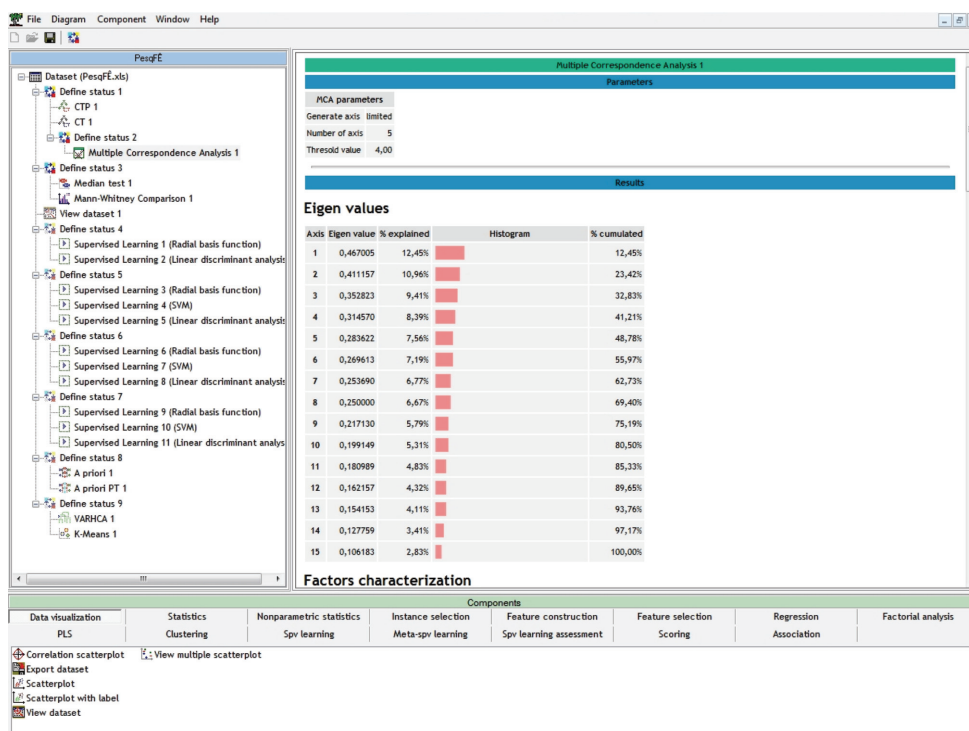 File Diagram Component Window Help
PesqFÊ
Dataset (PesqFÊ.xls)
Define status 1
CTP 1
CT 1
Define status 2
Multiple Correspondence Analysis 1
Define status 3
Median test 1
Mann-Whitney Comparison 1
View dataset 1
Define status 4
Supervised Learning 1 (Radial basis function)
Supervised Learning 2 (Linear discriminant analysis
Define status 5
Supervised Learning 3 (Radial basis function)
Supervised Learning 4 (SVM)
Supervised Learning 5 (Linear discriminant analysis
Define status 6
Supervised Learning 6 (Radial basis function)
Supervised Learning 7 (SVM)
Supervised Learning 8 (Linear discriminant analysis
Define status 7
Supervised Learning 9 (Radial basis function)
Supervised Learning 10 (SVM)
Supervised Learning 11 (Linear discriminant analys
Define status 8
A priori 1
A priori PT 1
Define status 9
VARHCA 1
K-Means 1
Multiple Correspondence Analysis 1
Parameters
MCA parameters
Generate axis limited
Number of axis 5
Thresold value 4,00
Results
Eigen values
Axis Eigen value % explained Histogram % cumulated
1 0,467005 12,45% 12,45%
2 0,411157 10,96% 23,42%
3 0,352823 9,41% 32,83%
4 0,314570 8,39% 41,21%
5 0,283622 7,56% 48,78%
6 0,269613 7,19% 55,97%
7 0,253690 6,77% 62,73%
8 0,250000 6,67% 69,40%
9 0,217130 5,79% 75,19%
10 0,199149 5,31% 80,50%
11 0,180989 4,83% 85,33%
12 0,162157 4,32% 89,65%
13 0,154153 4,11% 93,76%
14 0,127759 3,41% 97,17%
15 0,106183 2,83% 100,00%
Factors characterization
Components
Data visualization Statistics Nonparametric statistics Instance selection Feature construction Feature selection Regression Factorial analysis
PLS Clustering Spv learning Meta-spv learning Spv learning assessment Scoring Association
Correlation scatterplot View multiple scatterplot
Export dataset
Scatterplot
Scatterplot with label
View dataset